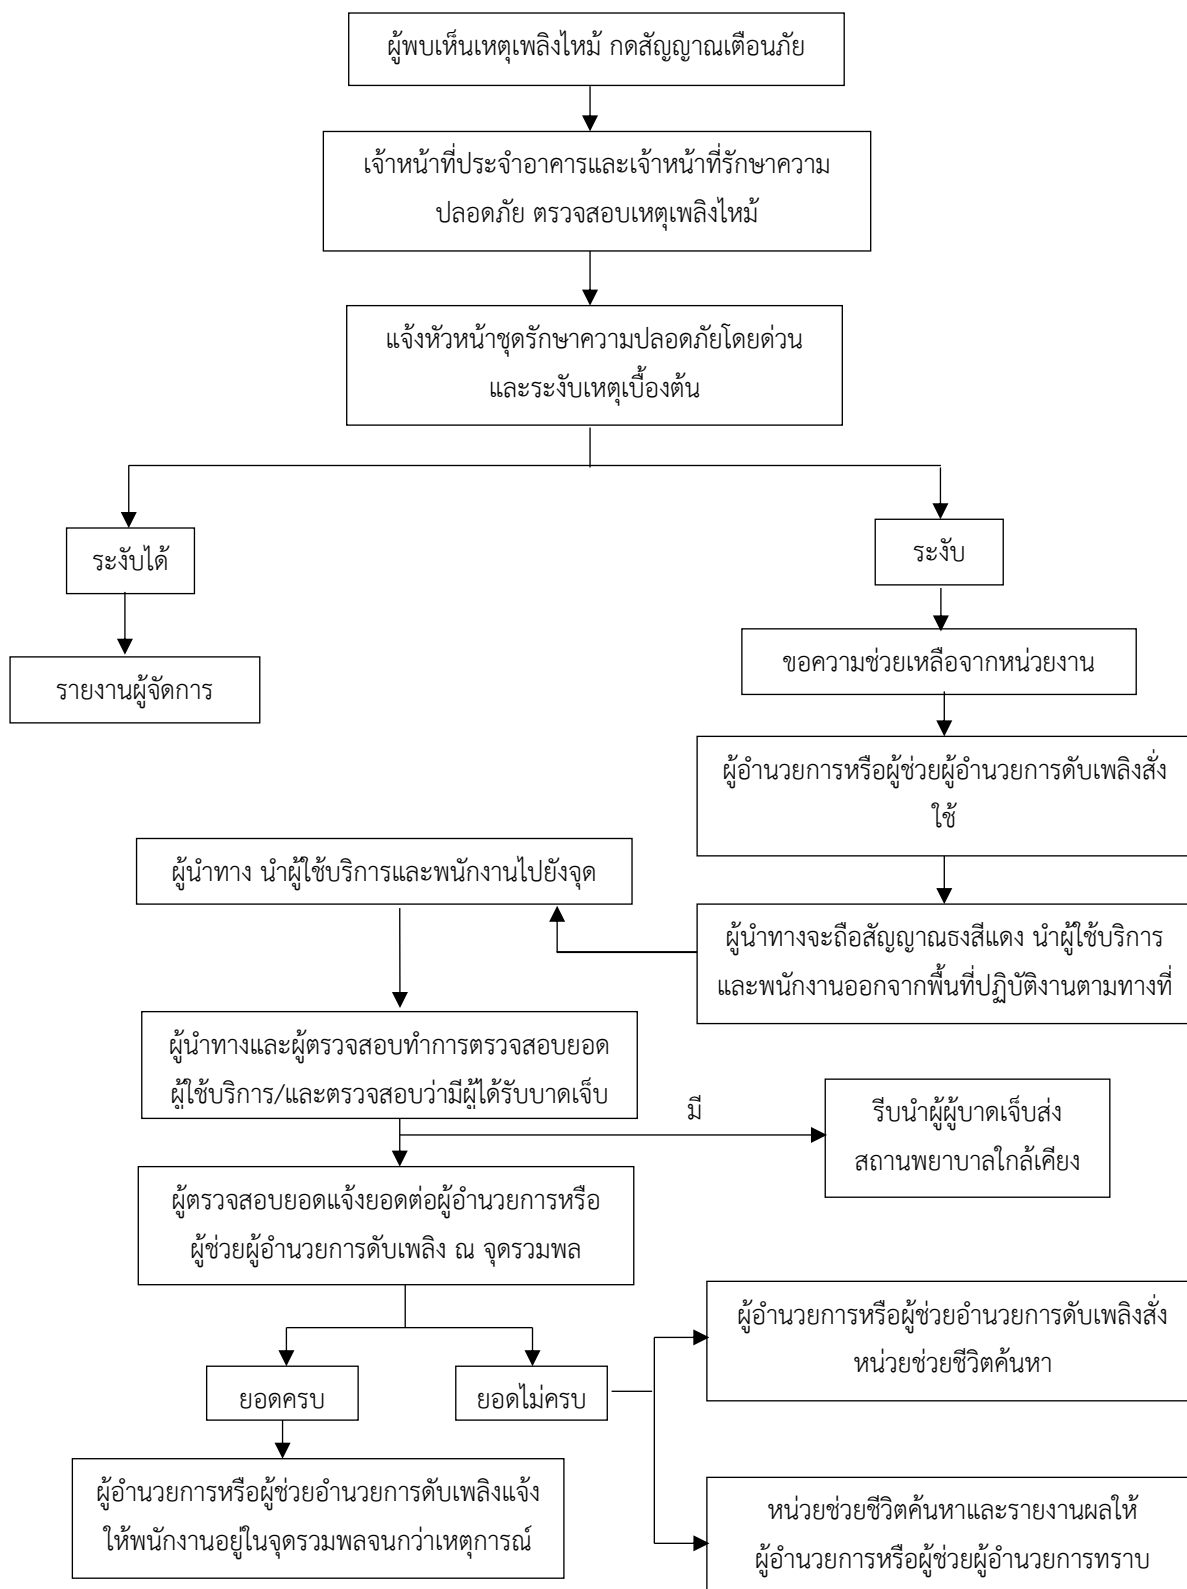 ผู้พบเห็นเหตุเพลิงไหม้ กดสัญญาณเตือนภัย
เจ้าหน้าที่ประจำอาคารและเจ้าหน้าที่รักษาความ
ปลอดภัย ตรวจสอบเหตุเพลิงไหม้
แจ้งหัวหน้าชุดรักษาความปลอดภัยโดยด่วน
และระงับเหตุเบื้องต้น
ระงับได้
ระงับ
รายงานผู้จัดการ
ขอความช่วยเหลือจากหน่วยงาน
ผู้อำนวยการหรือผู้ช่วยผู้อำนวยการดับเพลิงสั่ง
ใช้
ผู้นำทางจะถือสัญญาณธงสีแดง นำผู้ใช้บริการ
และพนักงานออกจากพื้นที่ปฏิบัติงานตามทางที่
ผู้นำทาง นำผู้ใช้บริการและพนักงานไปยังจุด
ผู้นำทางและผู้ตรวจสอบทำการตรวจสอบยอด
ผู้ใช้บริการ/และตรวจสอบว่ามีผู้ได้รับบาดเจ็บ
มี
รีบนำผู้ผู้บาดเจ็บส่ง
สถานพยาบาลใกล้เคียง
ผู้ตรวจสอบยอดแจ้งยอดต่อผู้อำนวยการหรือ
ผู้ช่วยผู้อำนวยการดับเพลิง ณ จุดรวมพล
ยอดครบ
ยอดไม่ครบ
ผู้อำนวยการหรือผู้ช่วยอำนวยการดับเพลิงสั่ง
หน่วยช่วยชีวิตค้นหา
ผู้อำนวยการหรือผู้ช่วยอำนวยการดับเพลิงแจ้ง
ให้พนักงานอยู่ในจุดรวมพลจนกว่าเหตุการณ์
หน่วยช่วยชีวิตค้นหาและรายงานผลให้
ผู้อำนวยการหรือผู้ช่วยผู้อำนวยการทราบ